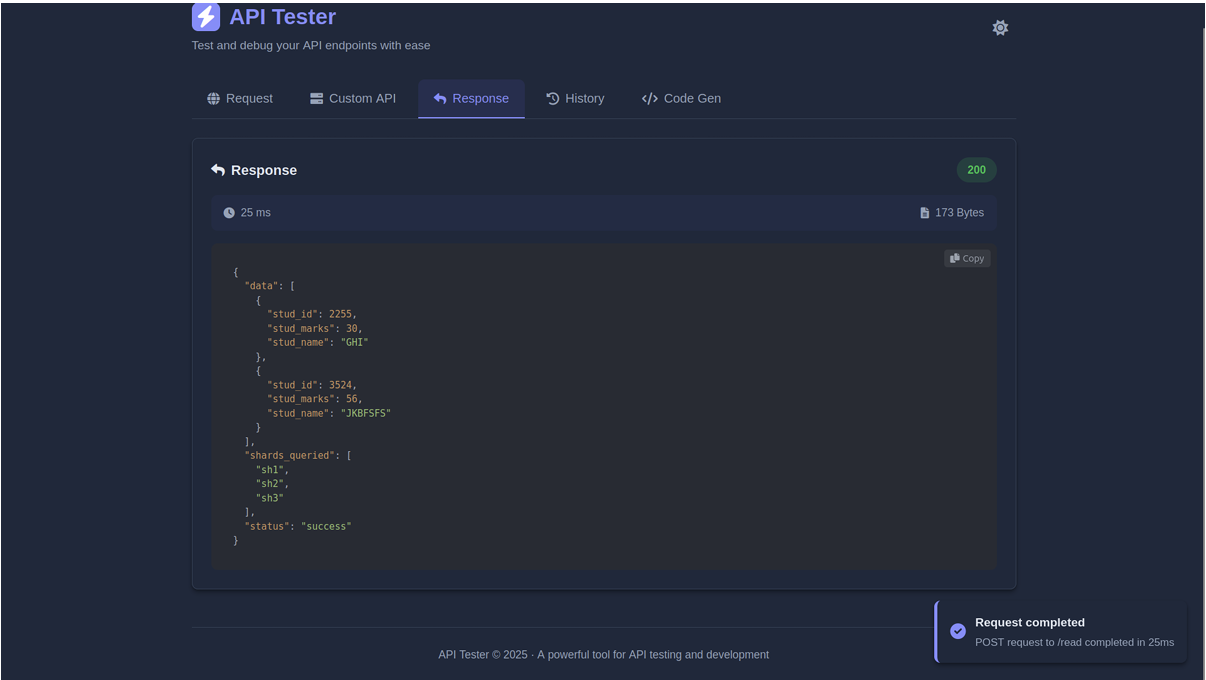 API Tester
Test and debug your API endpoints with ease
Request Custom API Response History Code Gen
Response 200
25 ms 173 Bytes
Copy
{
  "data": [
    {
      "stud_id": 2255,
      "stud_marks": 30,
      "stud_name": "GHI"
    },
    {
      "stud_id": 3524,
      "stud_marks": 56,
      "stud_name": "JKBFSFS"
    }
  ],
  "shards_queried": [
    "sh1",
    "sh2",
    "sh3"
  ],
  "status": "success"
}
Request completed
POST request to /read completed in 25ms
API Tester © 2025 · A powerful tool for API testing and development